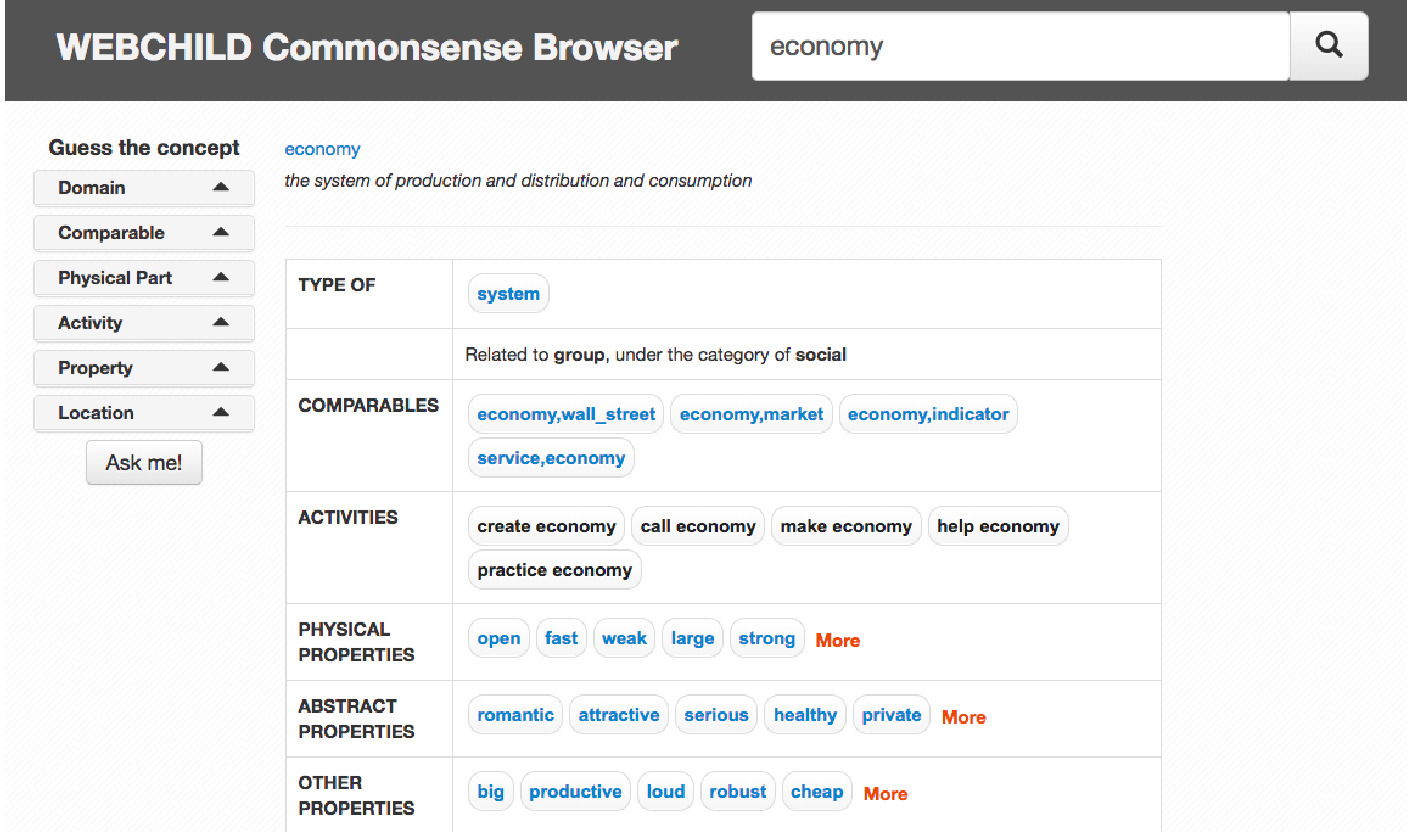 WEBCHILD Commonsense Browser
economy
Guess the concept
Domain
Comparable
Physical Part
Activity
Property
Location
Ask me!
economy
the system of production and distribution and consumption
TYPE OF
system
Related to group, under the category of social
COMPARABLES
economy,wall_street economy,market economy,indicator
service,economy
ACTIVITIES
create economy call economy make economy help economy
practice economy
PHYSICAL
PROPERTIES
open fast weak large strong More
ABSTRACT
PROPERTIES
romantic attractive serious healthy private More
OTHER
PROPERTIES
big productive loud robust cheap More